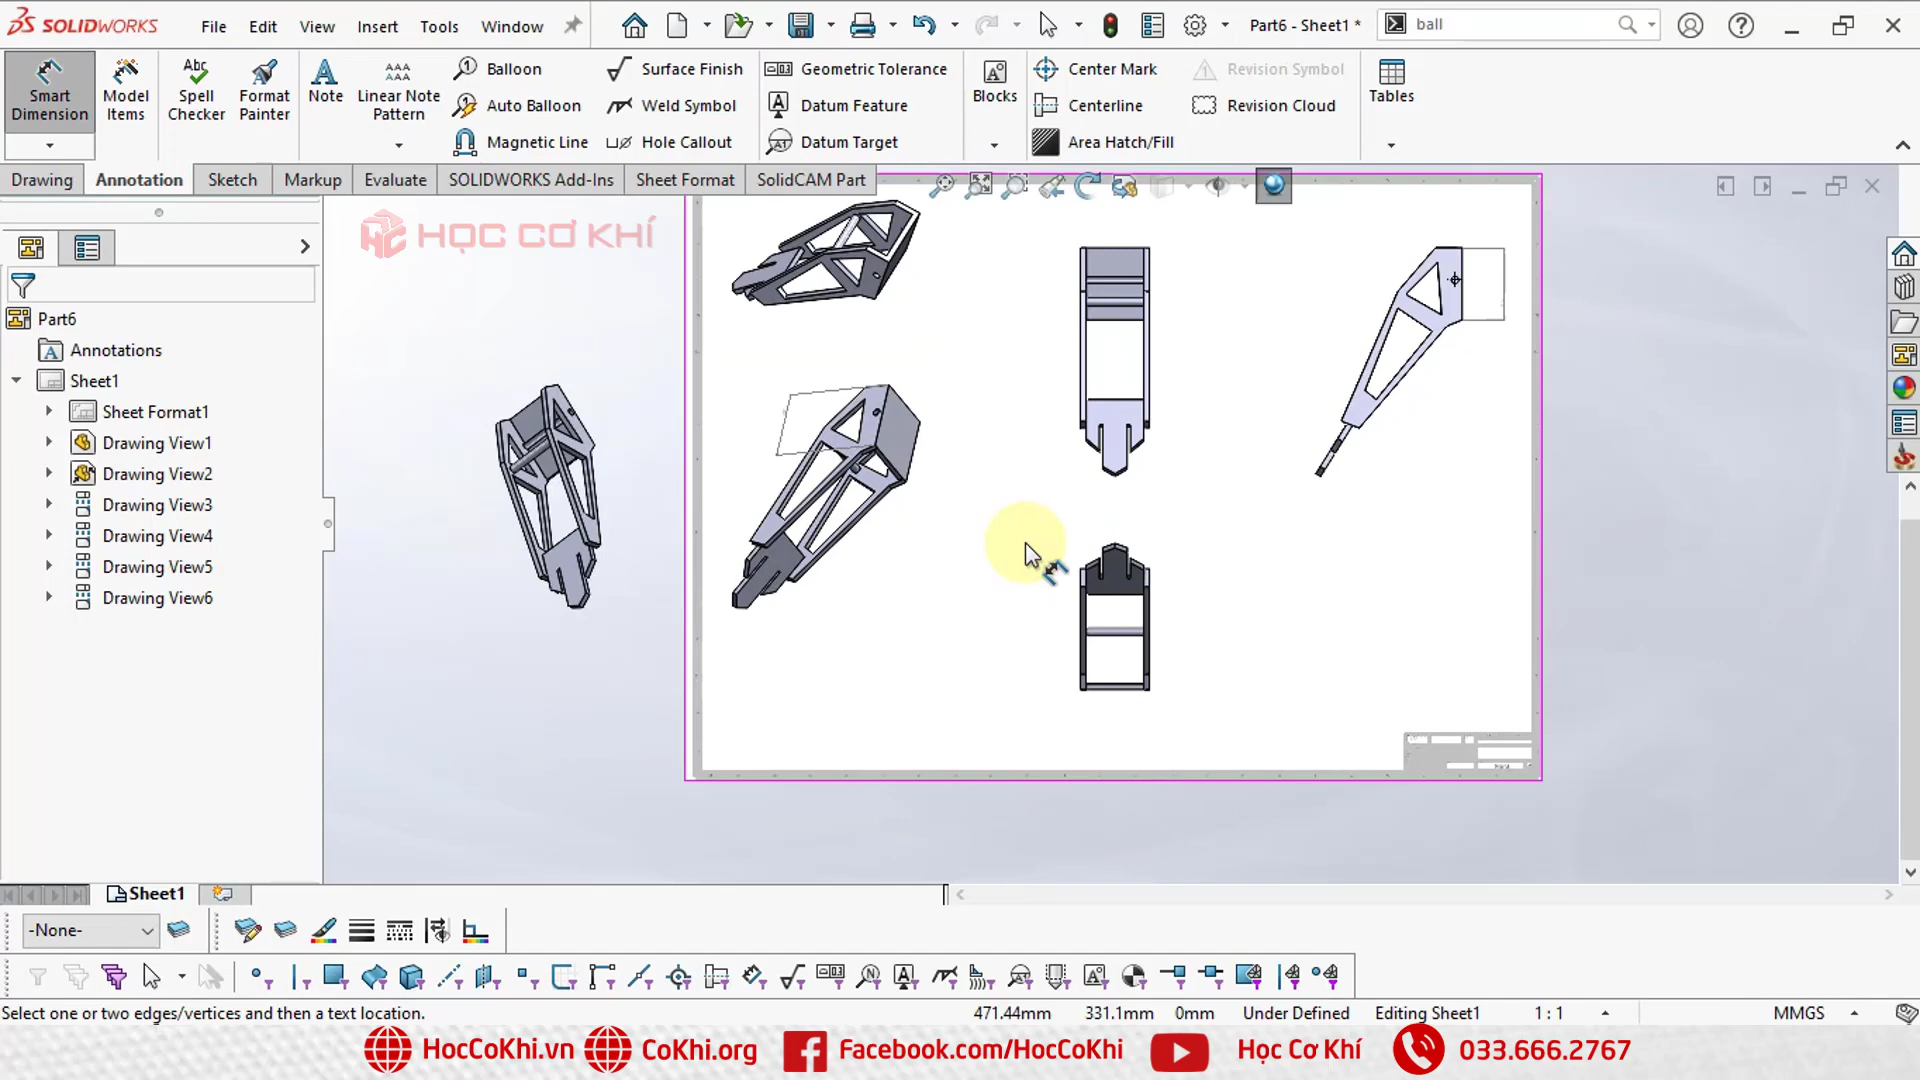 SOLIDWORKS File Edit View Insert Tools Window Part6 - Sheet1 * ball
Smart Dimension
Model Items
Abc
Spell Checker
Format Painter
Note
Linear Note Pattern
Balloon
Auto Balloon
Magnetic Line
Surface Finish
Weld Symbol
Hole Callout
Geometric Tolerance
Datum Feature
Datum Target
Blocks
Center Mark
Centerline
Area Hatch/Fill
Revision Symbol
Revision Cloud
Tables
Drawing Annotation Sketch Markup Evaluate SOLIDWORKS Add-Ins Sheet Format SolidCAM Part
HỌC CƠ KHÍ
Part6
Annotations
Sheet1
Sheet Format1
Drawing View1
Drawing View2
Drawing View3
Drawing View4
Drawing View5
Drawing View6
Sheet1
-None-
Select one or two edges/vertices and then a text location. 471.44mm 331.1mm 0mm Under Defined Editing Sheet1 1 : 1 MMGS
HocCoKhi.vn CoKhi.org Facebook.com/HocCoKhi Học Cơ Khí 033.666.2767